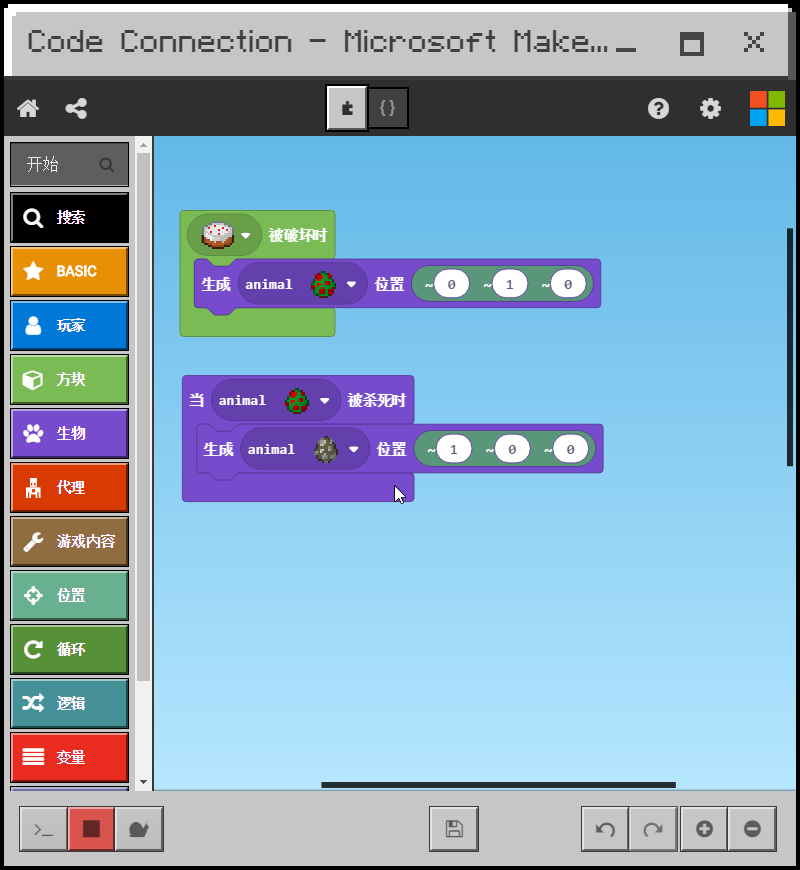 Code Connection – Microsoft Make...
{}
开始
搜索
BASIC
玩家
方块
生物
代理
游戏内容
位置
循环
逻辑
变量
被破坏时
生成 animal 位置 ~0 ~1 ~0
当 animal 被杀死时
生成 animal 位置 ~1 ~0 ~0
>_